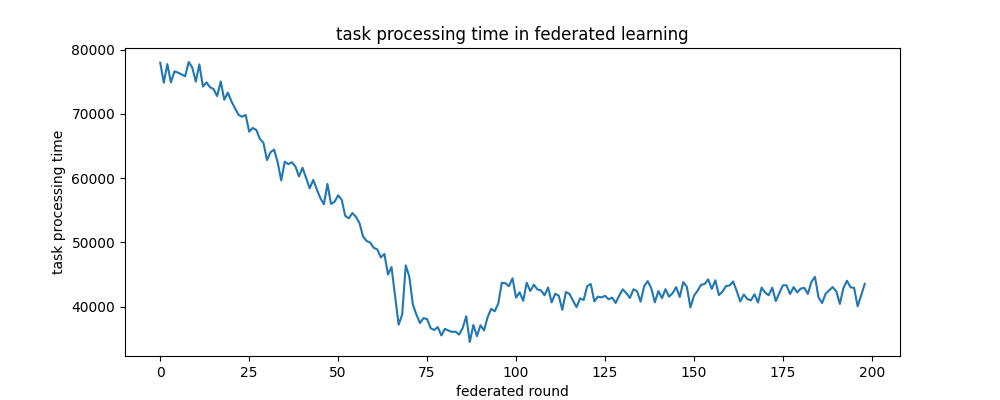 task processing time in federated learning
80000
70000
60000
50000
40000
task processing time
0 25 50 75 100 125 150 175 200
federated round